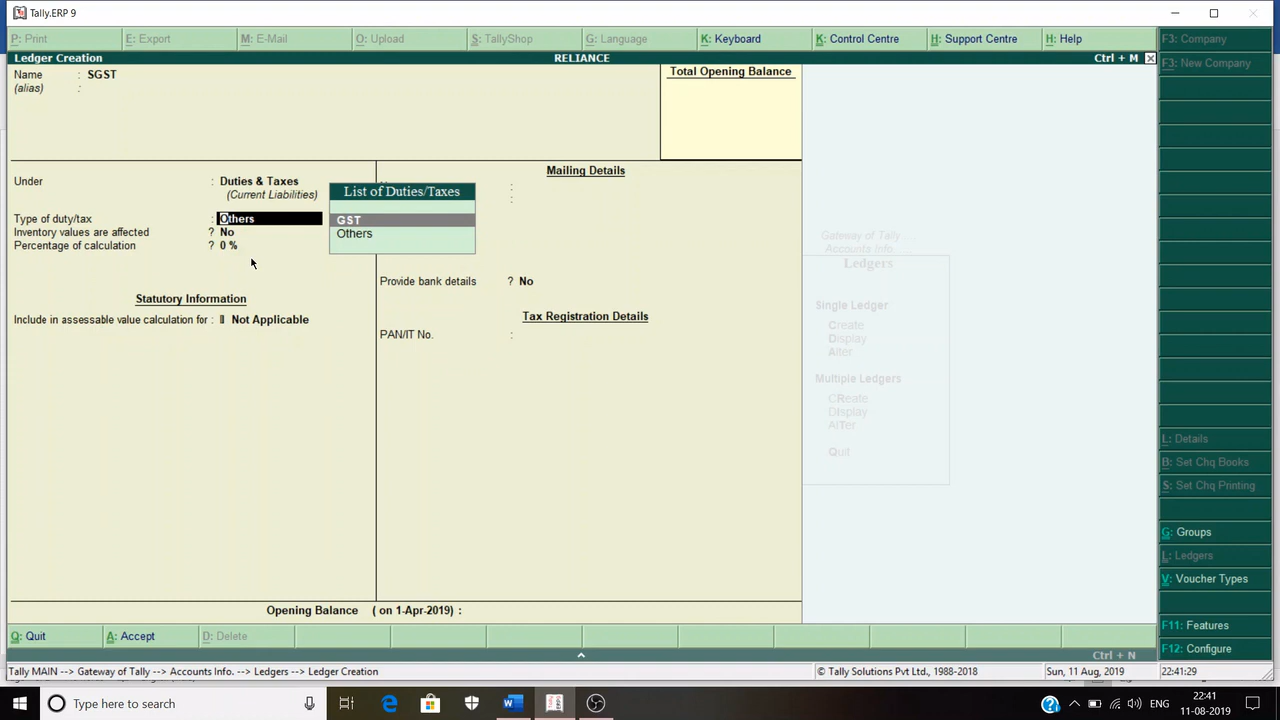 Tally.ERP 9
P: Print E: Export M: E-Mail O: Upload S: TallyShop G: Language K: Keyboard K: Control Centre H: Support Centre H: Help
F3: Company
F3: New Company
Ledger Creation RELIANCE Ctrl + M
Name : SGST
(alias) :
Total Opening Balance
Under : Duties & Taxes
(Current Liabilities)
Type of duty/tax : Others
Inventory values are affected ? No
Percentage of calculation ? 0 %
Statutory Information
Include in assessable value calculation for : Not Applicable
List of Duties/Taxes
GST
Others
Mailing Details
:
:
Provide bank details ? No
Tax Registration Details
PAN/IT No. :
Gateway of Tally ...
Accounts Info. ...
Ledgers
Single Ledger
Create
Display
Alter
Multiple Ledgers
CReate
DIsplay
AlTer
Quit
L: Details
B: Set Chq Books
S: Set Chq Printing
G: Groups
L: Ledgers
V: Voucher Types
F11: Features
F12: Configure
Opening Balance ( on 1-Apr-2019) :
Q: Quit A: Accept D: Delete
Ctrl + N
Tally MAIN --> Gateway of Tally --> Accounts Info. --> Ledgers --> Ledger Creation © Tally Solutions Pvt Ltd., 1988-2018 Sun, 11 Aug, 2019 22:41:29
Type here to search
ENG
22:41
11-08-2019